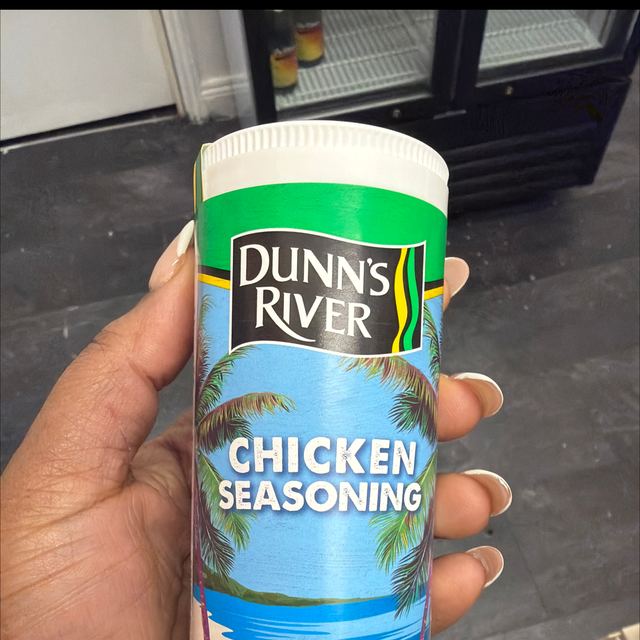 DUNN'S
RIVER
CHICKEN
SEASONING